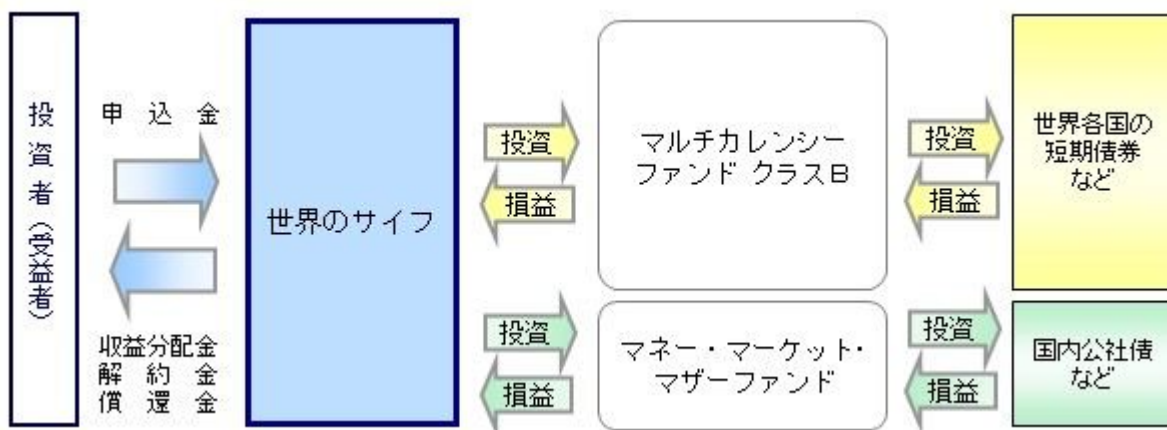 投資者（受益者）
申込金
収益分配金
解約金
償還金
世界のサイフ
投資
損益
マルチカレンシー
ファンド クラスB
投資
損益
世界各国の
短期債券
など
投資
損益
マネー・マーケット・
マザーファンド
投資
損益
国内公社債
など